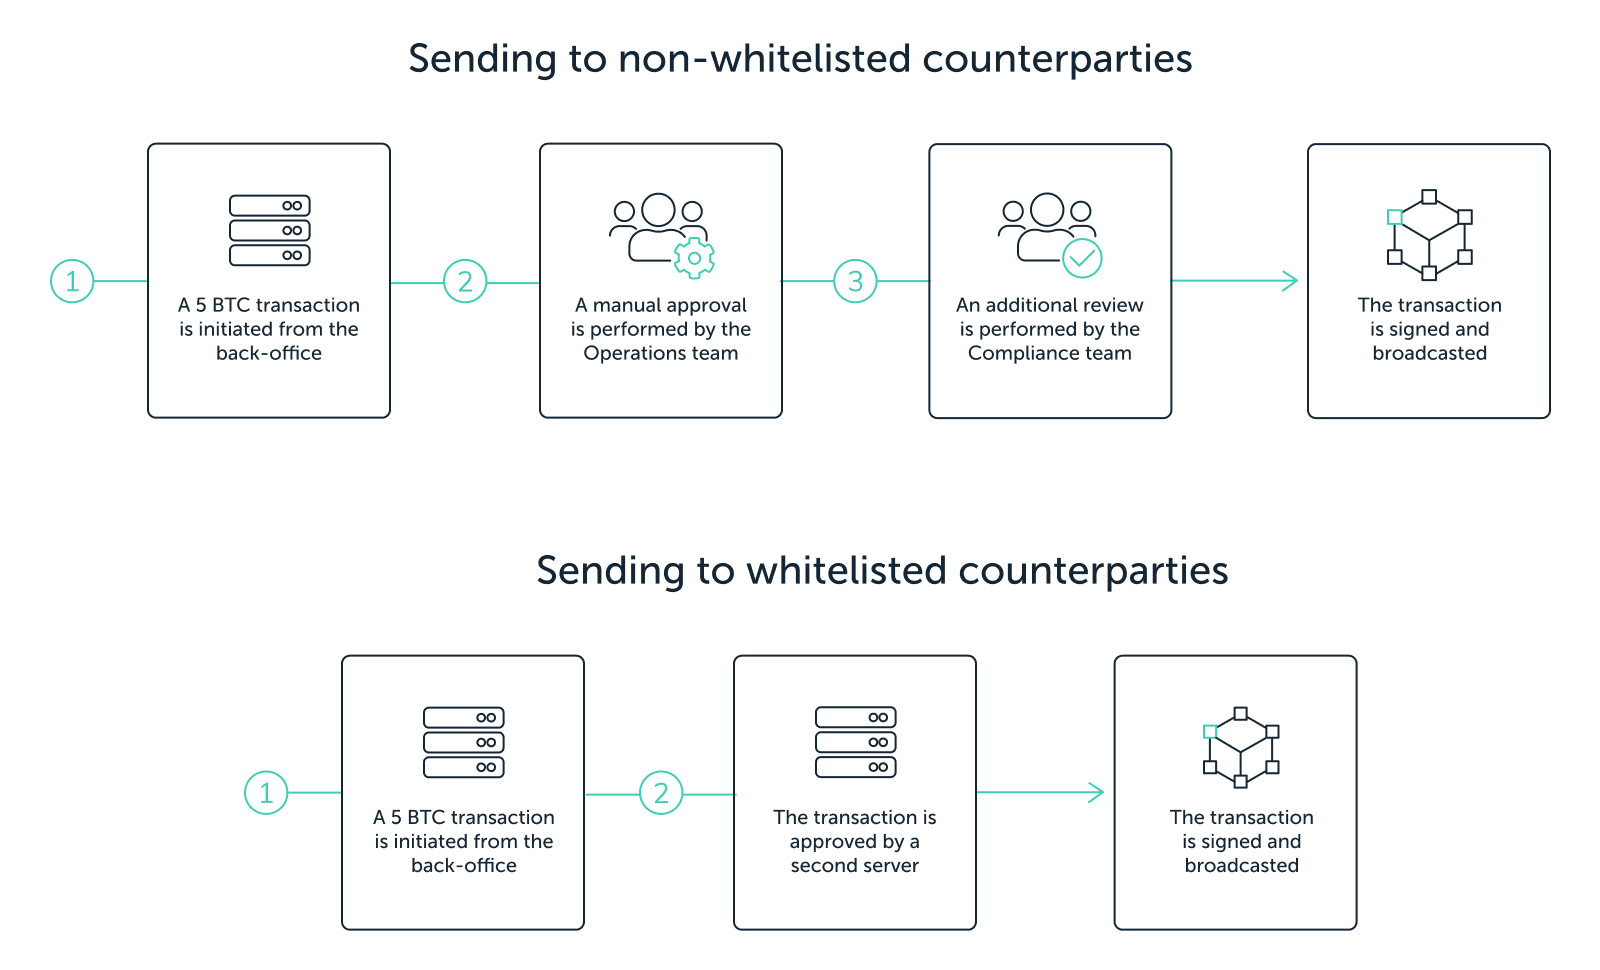 Sending to non-whitelisted counterparties
1
A 5 BTC transaction
is initiated from the
back-office
2
A manual approval
is performed by the
Operations team
3
An additional review
is performed by the
Compliance team
The transaction
is signed and
broadcasted
Sending to whitelisted counterparties
1
A 5 BTC transaction
is initiated from the
back-office
2
The transaction is
approved by a
second server
The transaction
is signed and
broadcasted